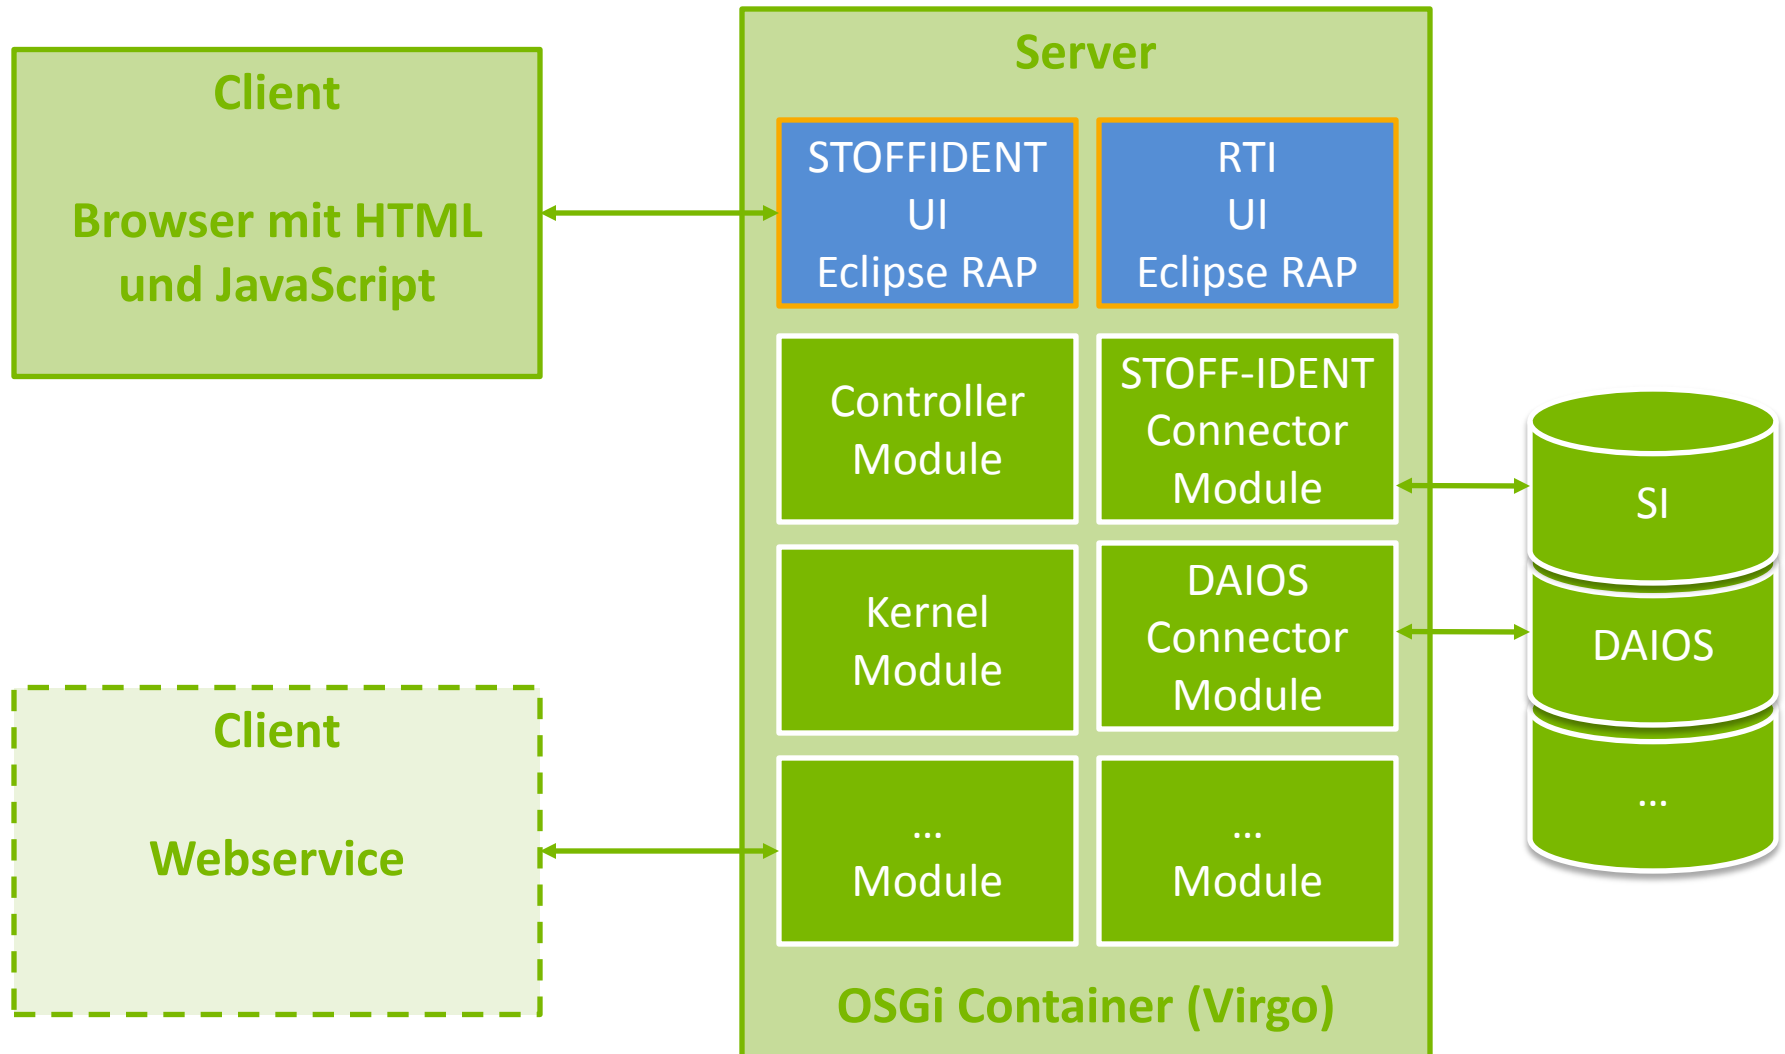 Client
Browser mit HTML
und JavaScript
Client
Webservice
Server
STOFFIDENT
UI
Eclipse RAP
RTI
UI
Eclipse RAP
Controller
Module
STOFF-IDENT
Connector
Module
Kernel
Module
DAIOS
Connector
Module
...
Module
...
Module
OSGi Container (Virgo)
SI
DAIOS
...